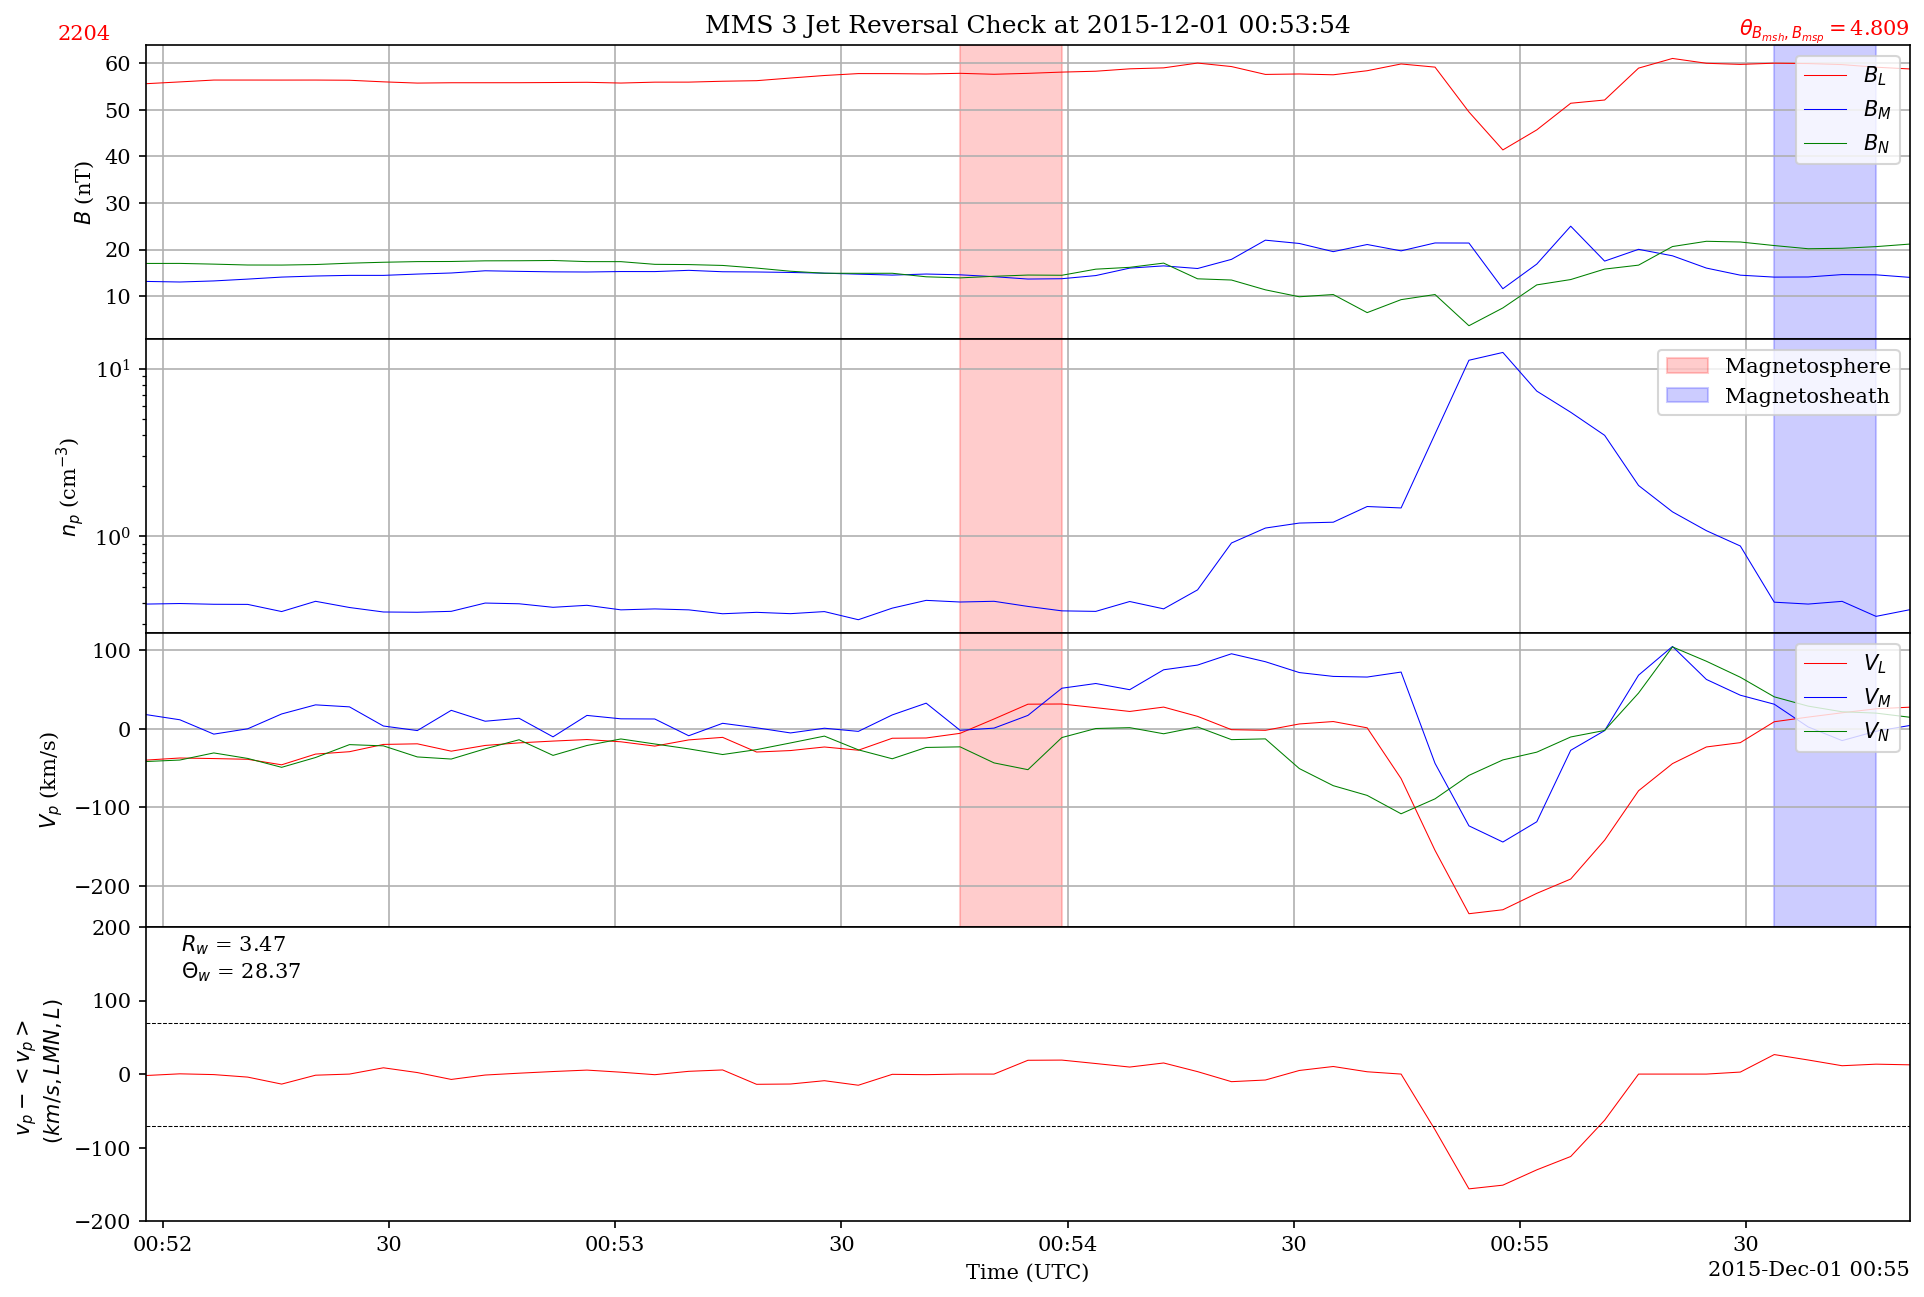 2204
MMS 3 Jet Reversal Check at 2015-12-01 00:53:54
θ_{B_{msh}, B_{msp}} = 4.809
B (nT)
60
50
40
30
20
10
B_L
B_M
B_N
n_p (cm^{-3})
10^1
10^0
Magnetosphere
Magnetosheath
V_p (km/s)
100
0
−100
−200
V_L
V_M
V_N
v_p − < v_p >
(km/s, LMN, L)
200
100
0
−100
−200
R_w = 3.47
Θ_w = 28.37
00:52 30 00:53 30 00:54 30 00:55 30
Time (UTC)
2015-Dec-01 00:55